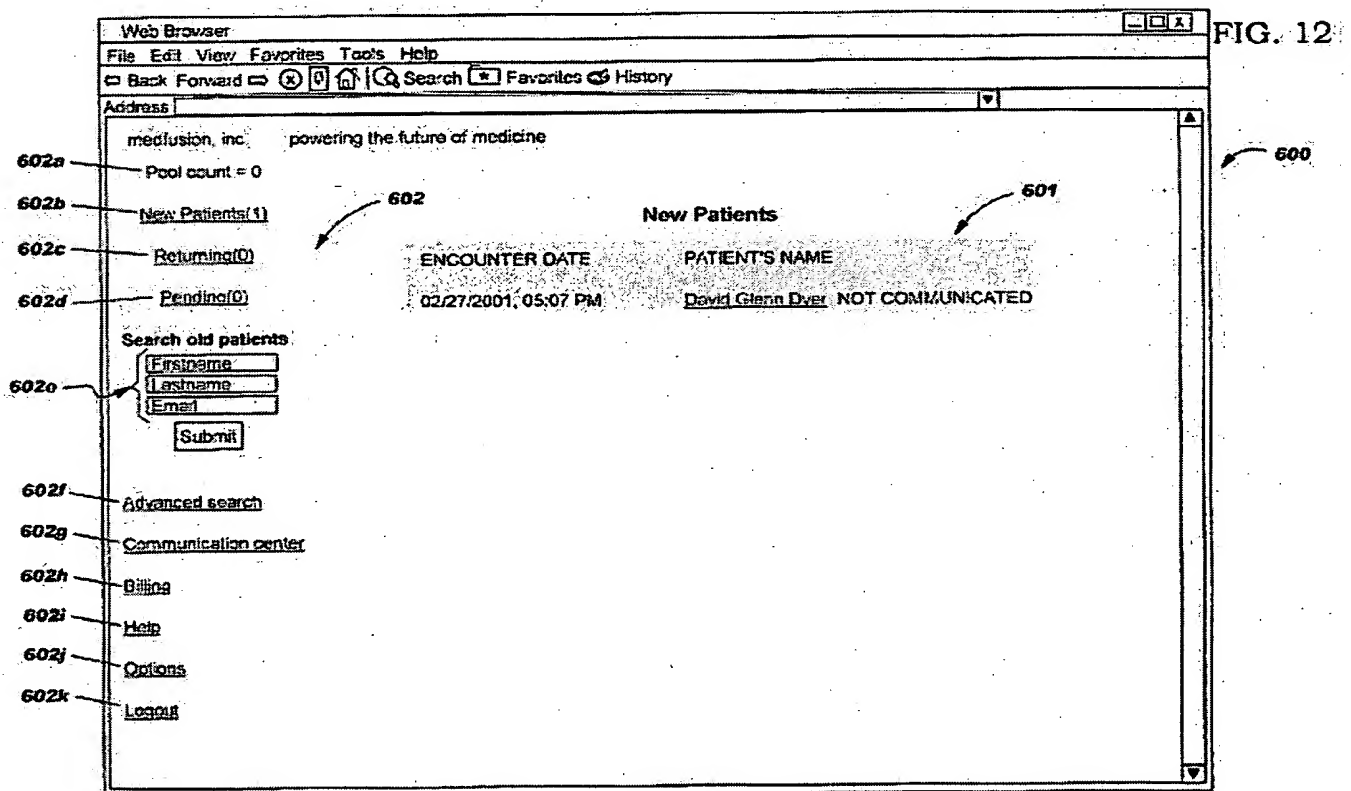 FIG. 12
Web Browser
File Edit View Favorites Tools Help
Back Forward Search Favorites History
Address
medfusion, inc. powering the future of medicine
602a Pool count = 0
600
602b New Patients(1)
602
New Patients
601
602c Returning(0)
ENCOUNTER DATE PATIENT'S NAME
602d Pending(0)
02/27/2001, 05:07 PM David Glenn Dyer NOT COMMUNICATED
Search old patients
602e Firstname
Lastname
Email
Submit
602f Advanced search
602g Communication center
602h Billing
602i Help
602j Options
602k Logout